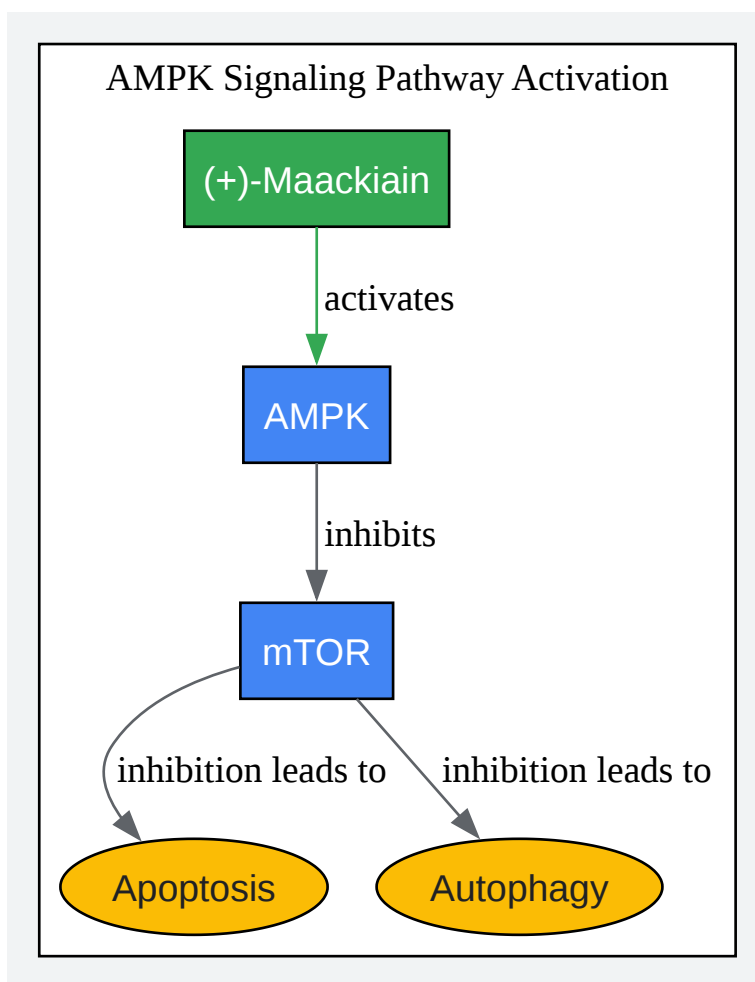 AMPK Signaling Pathway Activation
(+)-Maackiain
activates
AMPK
inhibits
mTOR
inhibition leads to
inhibition leads to
Apoptosis
Autophagy